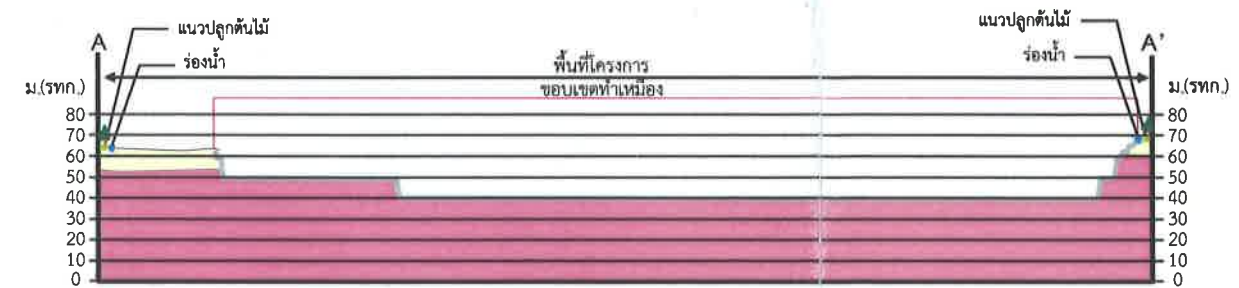 แนวปลูกต้นไม้
แนวปลูกต้นไม้
A
ร่องน้ำ
ร่องน้ำ
A'
พื้นที่โครงการ
ขอบเขตทำเหมือง
ม.(รทก.)
ม.(รทก.)
80
80
70
70
60
60
50
50
40
40
30
30
20
20
10
10
0
0